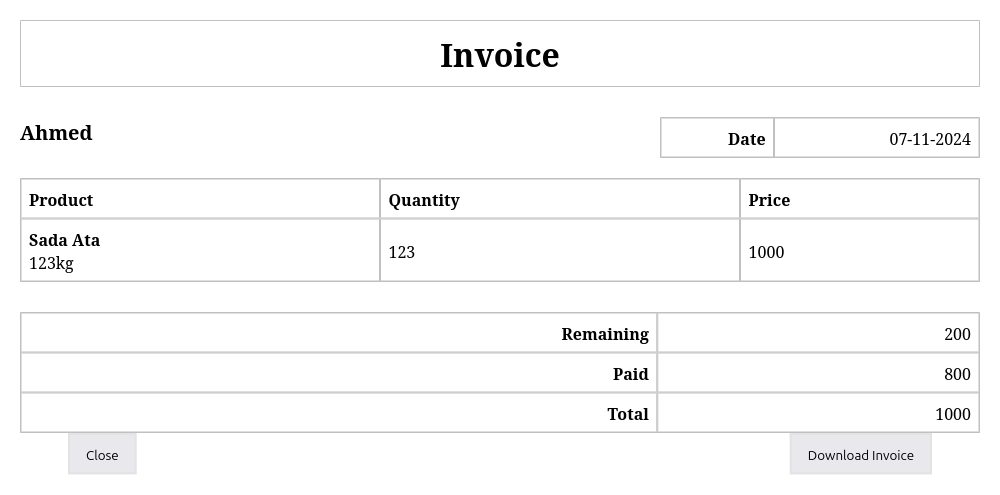 Invoice
Ahmed
Date 07-11-2024
Product Quantity Price
Sada Ata
123kg 123 1000
Remaining 200
Paid 800
Total 1000
Close Download Invoice